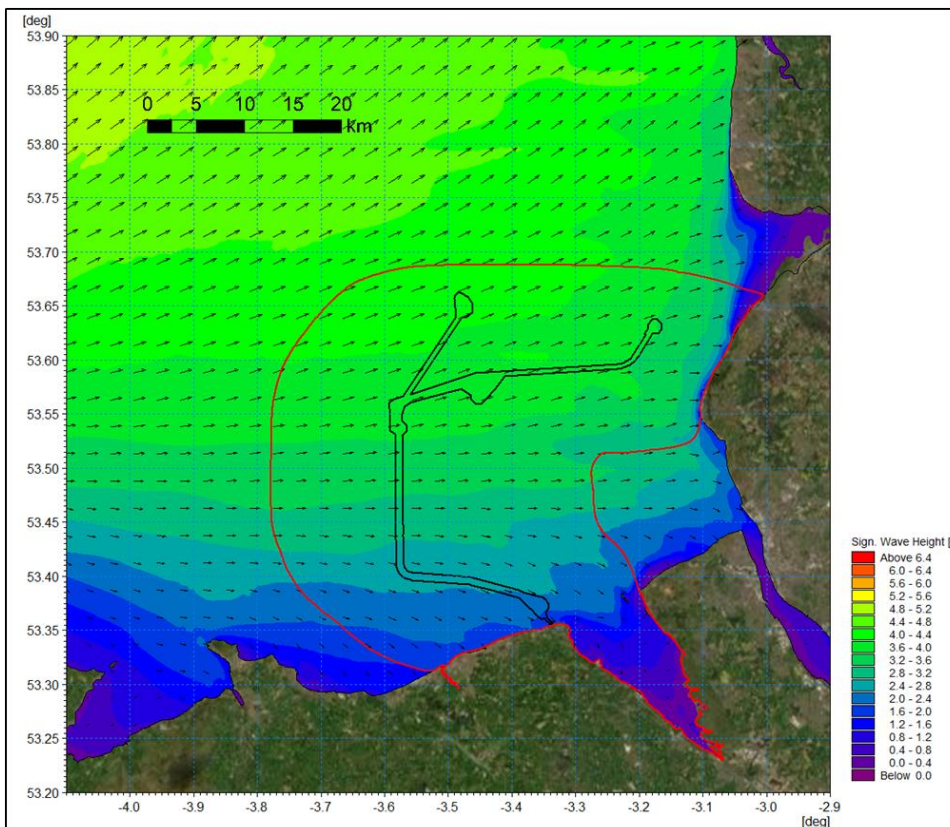 [deg]
53.90
53.85
53.80
53.75
53.70
53.65
53.60
53.55
53.50
53.45
53.40
53.35
53.30
53.25
53.20
0 5 10 15 20
km
-4.0 -3.9 -3.8 -3.7 -3.6 -3.5 -3.4 -3.3 -3.2 -3.1 -3.0 -2.9
[deg]
Sign. Wave Height [
Above 6.4
6.0 - 6.4
5.6 - 6.0
5.2 - 5.6
4.8 - 5.2
4.4 - 4.8
4.0 - 4.4
3.6 - 4.0
3.2 - 3.6
2.8 - 3.2
2.4 - 2.8
2.0 - 2.4
1.6 - 2.0
1.2 - 1.6
0.8 - 1.2
0.4 - 0.8
0.0 - 0.4
Below 0.0